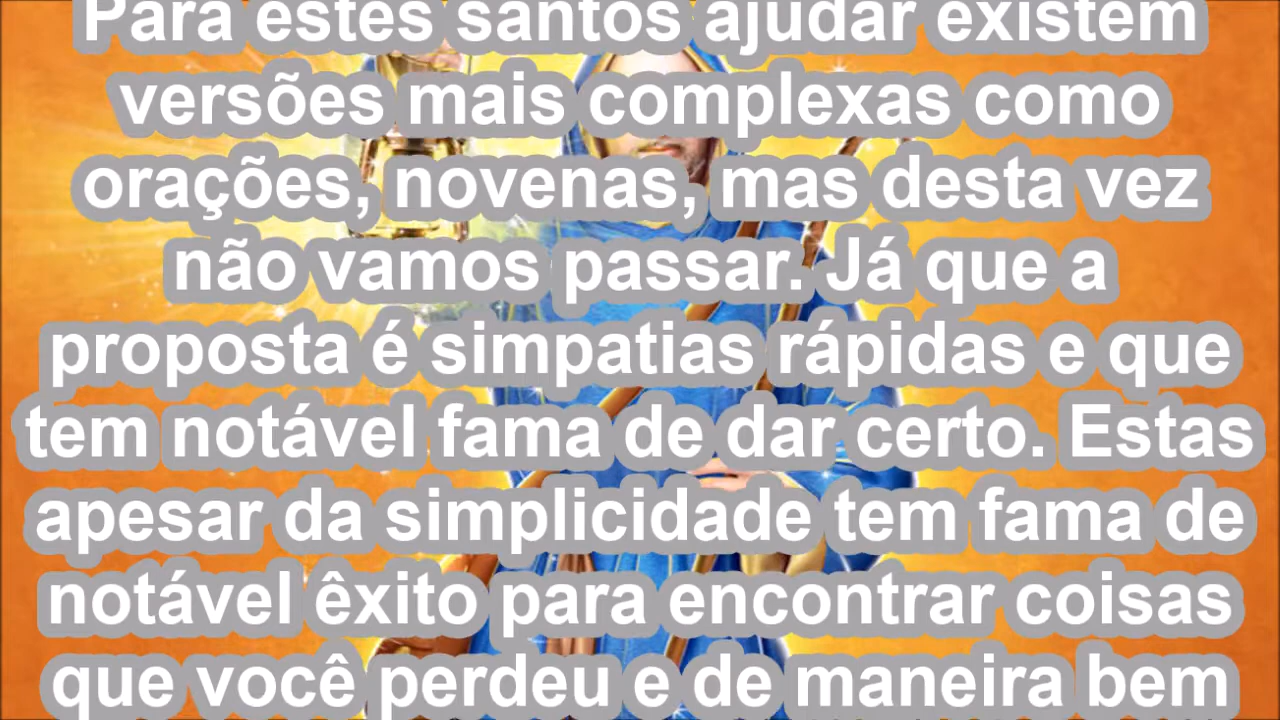 Para estes santos ajudar existem
versões mais complexas como
orações, novenas, mas desta vez
não vamos passar. Já que a
proposta é simpatias rápidas e que
tem notável fama de dar certo. Estas
apesar da simplicidade tem fama de
notável êxito para encontrar coisas
que você perdeu e de maneira bem